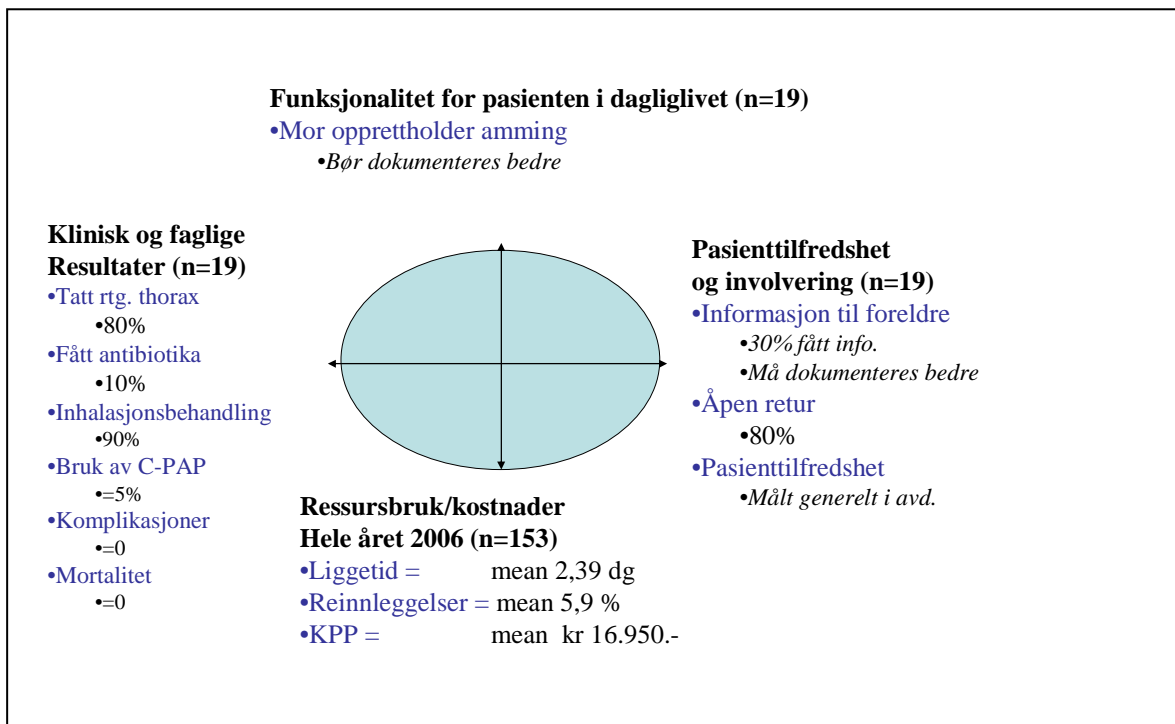 Funksjonalitet for pasienten i dagliglivet (n=19)
•Mor opprettholder amming
•Bør dokumenteres bedre
Klinisk og faglige
Resultater (n=19)
•Tatt rtg. thorax
•80%
•Fått antibiotika
•10%
•Inhalasjonsbehandling
•90%
•Bruk av C-PAP
•=5%
•Komplikasjoner
•=0
•Mortalitet
•=0
Pasienttilfredshet
og involvering (n=19)
•Informasjon til foreldre
•30% fått info.
•Må dokumenteres bedre
•Åpen retur
•80%
•Pasienttilfredshet
•Målt generelt i avd.
Ressursbruk/kostnader
Hele året 2006 (n=153)
•Liggetid = mean 2,39 dg
•Reinnleggelser = mean 5,9 %
•KPP = mean kr 16.950.-